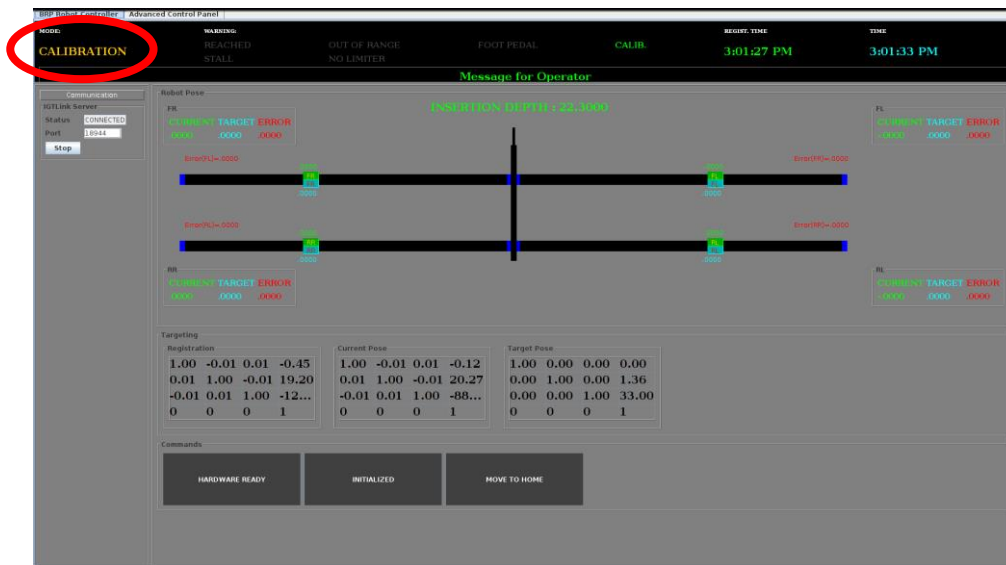 BRP Robot Controller Advanced Control Panel
MODE: WARNING: REGIST. TIME TIME
CALIBRATION REACHED OUT OF RANGE FOOT PEDAL CALIB. 3:01:27 PM 3:01:33 PM
STALL NO LIMITER
Message for Operator
Communication
IGTLink Server
Status CONNECTED
Port 18944
Stop
Robot Pose
INSERTION DEPTH : 22.3000
FR
CURRENT TARGET ERROR
.0000 .0000 .0000
FL
CURRENT TARGET ERROR
-.0000 .0000 .0000
Error(FL)=.0000 Error(FR)=.0000
FR FL
.0000 .0000
Error(RL)=.0000 Error(RR)=.0000
RR RL
.0000 .0000
RR
CURRENT TARGET ERROR
.0000 .0000 .0000
RL
CURRENT TARGET ERROR
-.0000 .0000 .0000
Targeting
Registration
1.00 -0.01 0.01 -0.45
0.01 1.00 -0.01 19.20
-0.01 0.01 1.00 -12...
0 0 0 1
Current Pose
1.00 -0.01 0.01 -0.12
0.01 1.00 -0.01 20.27
-0.01 0.01 1.00 -88...
0 0 0 1
Target Pose
1.00 0.00 0.00 0.00
0.00 1.00 0.00 1.36
0.00 0.00 1.00 33.00
0 0 0 1
Commands
HARDWARE READY INITIALIZED MOVE TO HOME